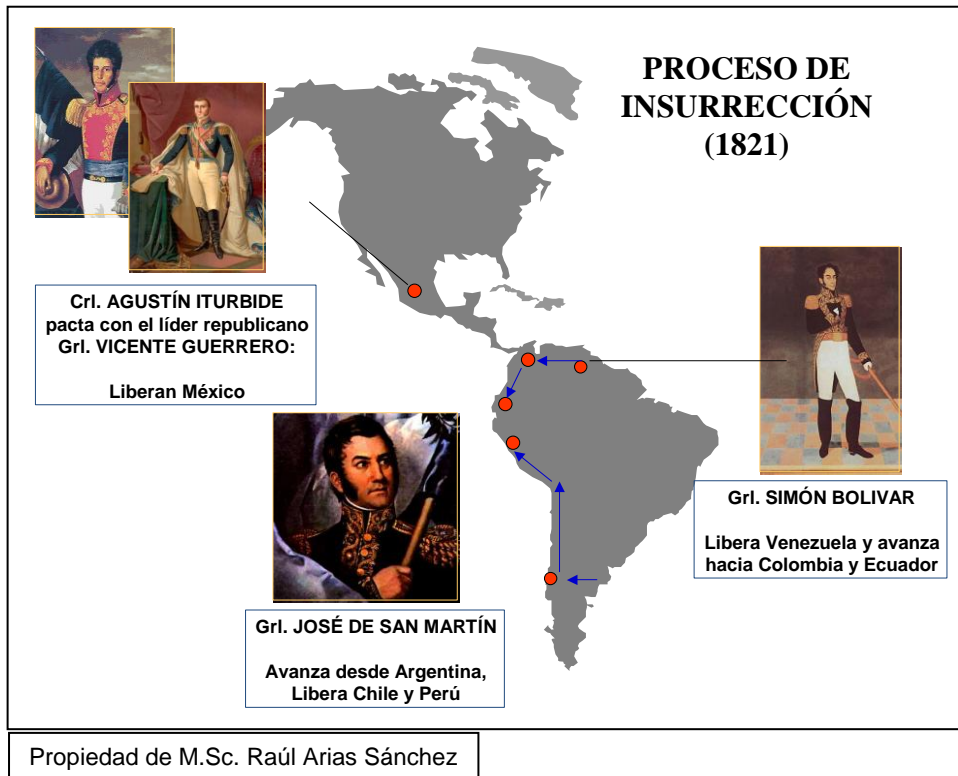 PROCESO DE
INSURRECCIÓN
(1821)
Crl. AGUSTÍN ITURBIDE
pacta con el líder republicano
Grl. VICENTE GUERRERO:
Liberan México
Grl. SIMÓN BOLIVAR
Libera Venezuela y avanza
hacia Colombia y Ecuador
Grl. JOSÉ DE SAN MARTÍN
Avanza desde Argentina,
Libera Chile y Perú
Propiedad de M.Sc. Raúl Arias Sánchez